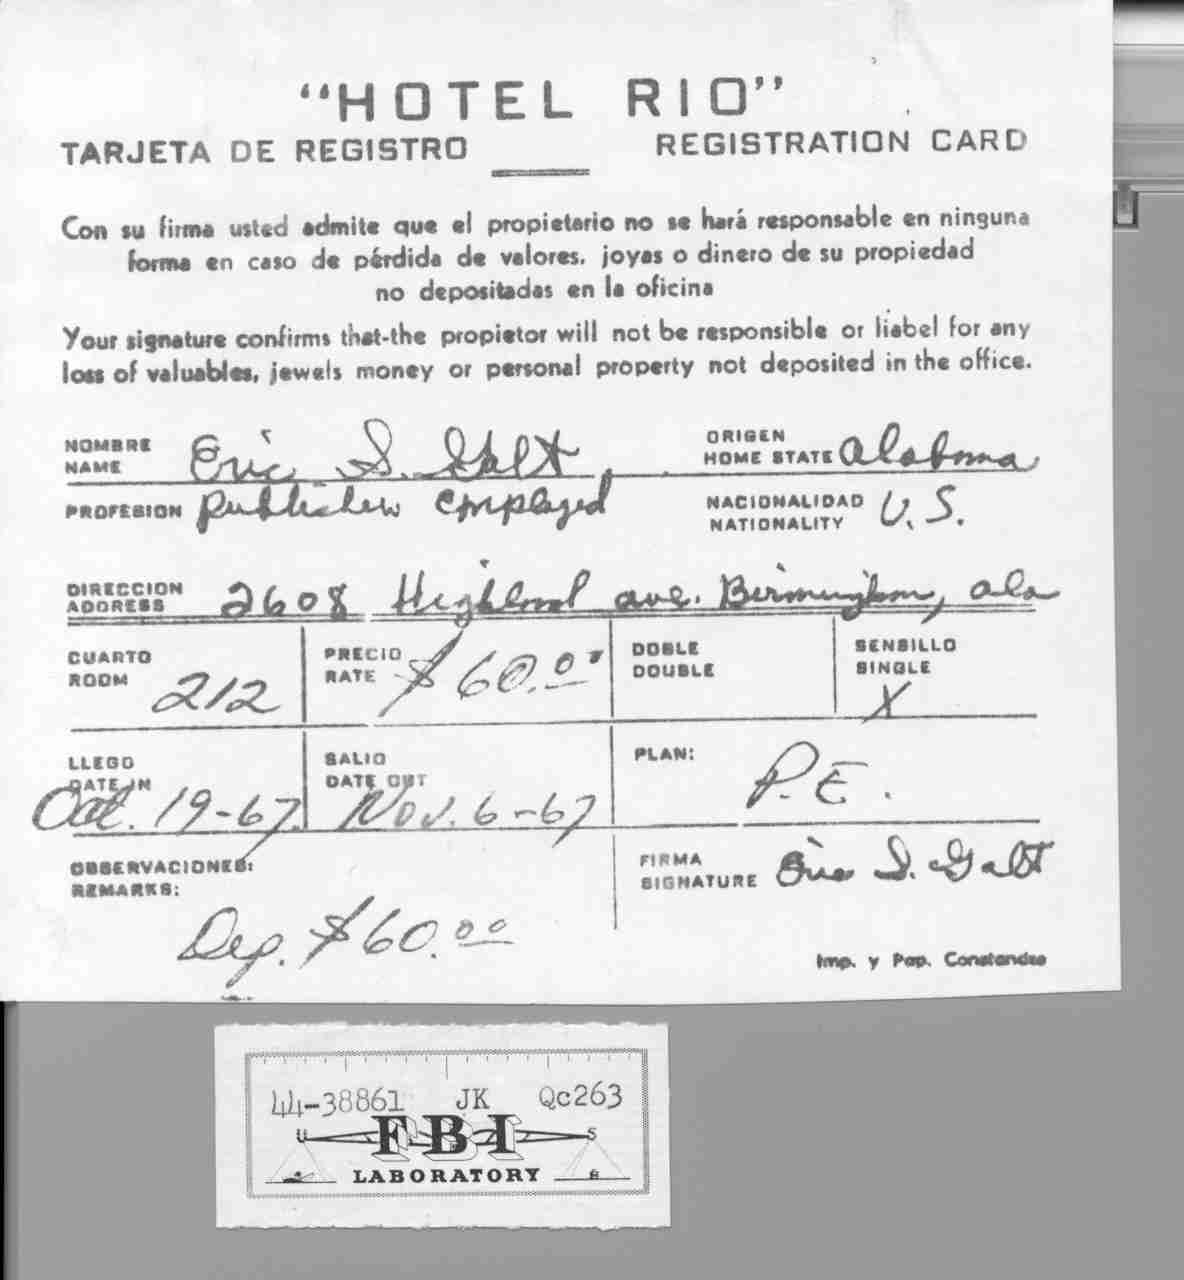 "HOTEL RIO"
TARJETA DE REGISTRO REGISTRATION CARD
Con su firma usted admite que el propietario no se hará responsable en ninguna
forma en caso de pérdida de valores, joyas o dinero de su propiedad
no depositadas en la oficina
Your signature confirms that-the propietor will not be responsible or liabel for any
loss of valuables, jewels money or personal property not deposited in the office.
NOMBRE
NAME Eric S. Galt
ORIGEN
HOME STATE Alabama
PROFESION Publisher employed
NACIONALIDAD
NATIONALITY U.S.
DIRECCION
ADDRESS 2608 Highland ave. Birmingham, ala
CUARTO
ROOM 212
PRECIO
RATE $60.00
DOBLE
DOUBLE
SENSILLO
SINGLE X
LLEGO
DATE IN
Oct. 19-67
SALIO
DATE OUT
Nov. 6-67
PLAN: P.E.
OBSERVACIONES:
REMARKS:
Dep. $60.00
FIRMA
SIGNATURE Eric S. Galt
Imp. y Pap. Constandse
44-38861 JK Qc263
U S
FBI
LABORATORY